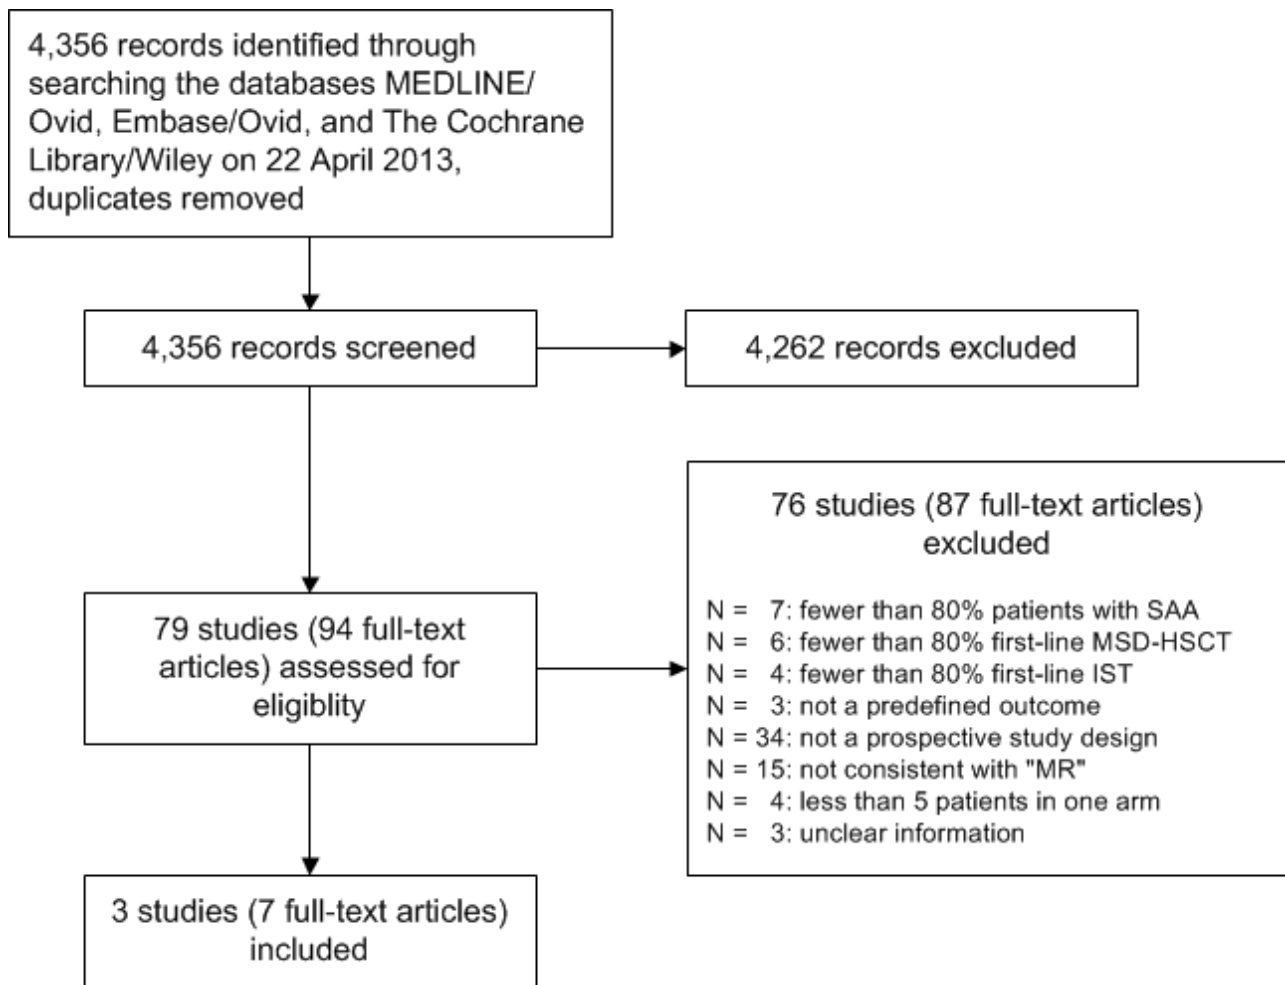 4,356 records identified through
searching the databases MEDLINE/
Ovid, Embase/Ovid, and The Cochrane
Library/Wiley on 22 April 2013,
duplicates removed
4,356 records screened
4,262 records excluded
79 studies (94 full-text
articles) assessed for
eligiblity
76 studies (87 full-text articles)
excluded
N = 7: fewer than 80% patients with SAA
N = 6: fewer than 80% first-line MSD-HSCT
N = 4: fewer than 80% first-line IST
N = 3: not a predefined outcome
N = 34: not a prospective study design
N = 15: not consistent with "MR"
N = 4: less than 5 patients in one arm
N = 3: unclear information
3 studies (7 full-text articles)
included